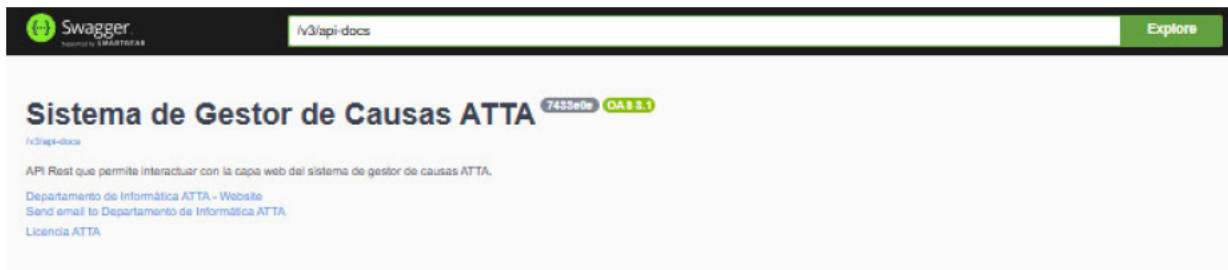 Swagger
Supported by SMARTBEAR
/v3/api-docs
Explore
Sistema de Gestor de Causas ATTA 7433e0e OAS 3.1
/v3/api-docs
API Rest que permite interactuar con la capa web del sistema de gestor de causas ATTA.
Departamento de Informática ATTA - Website
Send email to Departamento de Informática ATTA
Licencia ATTA